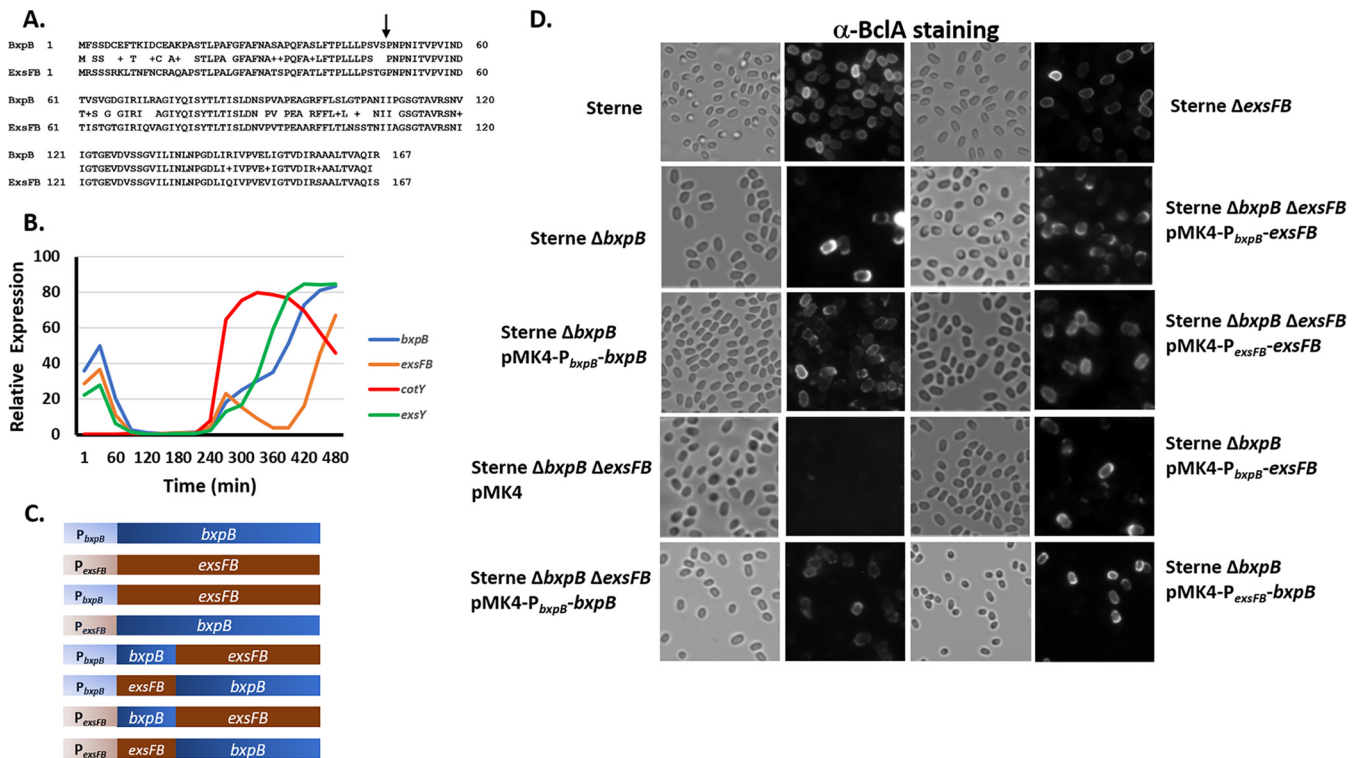 A.
BxpB 1 MFSSDCEFTKIDCEAKPASTLPAFGFAFNASAPQFASLFTPLLLPSVSPNPNITVPVIND 60
M SS + T +CA+ STLPA GFAFNA++PQFA+LFTPLLLPS PNPNITVPVIND
ExsFB 1 MRSSSRKLTNFNCRAQAPSTLPALGFAFNATSPQFATLFTPLLLPSTGPNPNITVPVIND 60
BxpB 61 TVSVGDGIRILRAGIYQISYTLTISLDNSPVAPEAGRFFLSLGTPANIIPGSGTAVRSNV 120
T+S G GIRI AGIYQISYTLTISLDN PV PEA RFFL+L + NII GSGTAVRSN+
ExsFB 61 TISTGTGIRIQVAGIYQISYTLTISLDNVPVTPEAARFFLTLNSSTNIIAGSGTAVRSNI 120
BxpB 121 IGTGEVDVSSGVILINLNPGDLIRIVPVELIGTVDIRAAALTVAQIR 167
IGTGEVDVSSGVILINLNPGDLI+IVPVE+IGTVDIR+AALTVAQI
ExsFB 121 IGTGEVDVSSGVILINLNPGDLIQIVPVEVIGTVDIRSAALTVAQIS 167
B.
Relative Expression
100
80
60
40
20
0
1 60 120 180 240 300 360 420 480
Time (min)
bxpB
exsFB
cotY
exsY
C.
PbxpB bxpB
PexsFB exsFB
PbxpB exsFB
PexsFB bxpB
PbxpB bxpB exsFB
PbxpB exsFB bxpB
PexsFB bxpB exsFB
PexsFB exsFB bxpB
D.
α-BclA staining
Sterne
Sterne ΔexsFB
Sterne ΔbxpB
Sterne ΔbxpB ΔexsFB
pMK4-PbxpB-exsFB
Sterne ΔbxpB
pMK4-PbxpB-bxpB
Sterne ΔbxpB ΔexsFB
pMK4-PexsFB-exsFB
Sterne ΔbxpB ΔexsFB
pMK4
Sterne ΔbxpB
pMK4-PbxpB-exsFB
Sterne ΔbxpB ΔexsFB
pMK4-PbxpB-bxpB
Sterne ΔbxpB
pMK4-PexsFB-bxpB